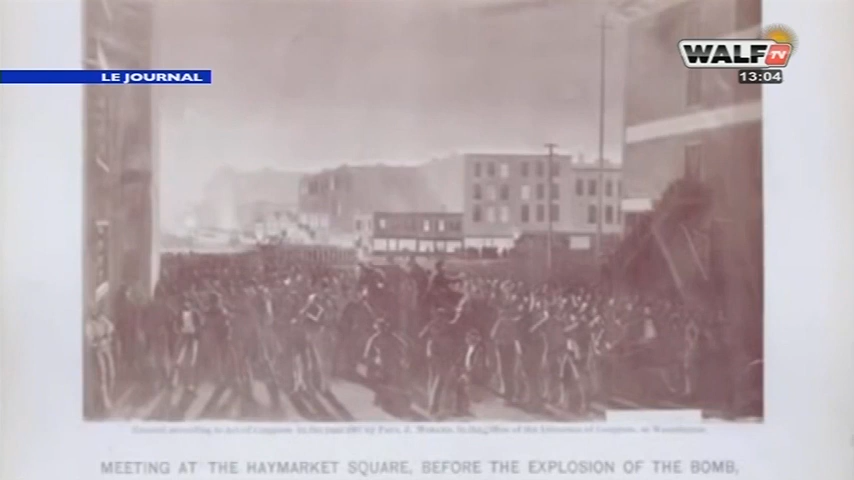 WALF TV
LE JOURNAL
13:04
MEETING AT THE HAYMARKET SQUARE, BEFORE THE EXPLOSION OF THE BOMB,